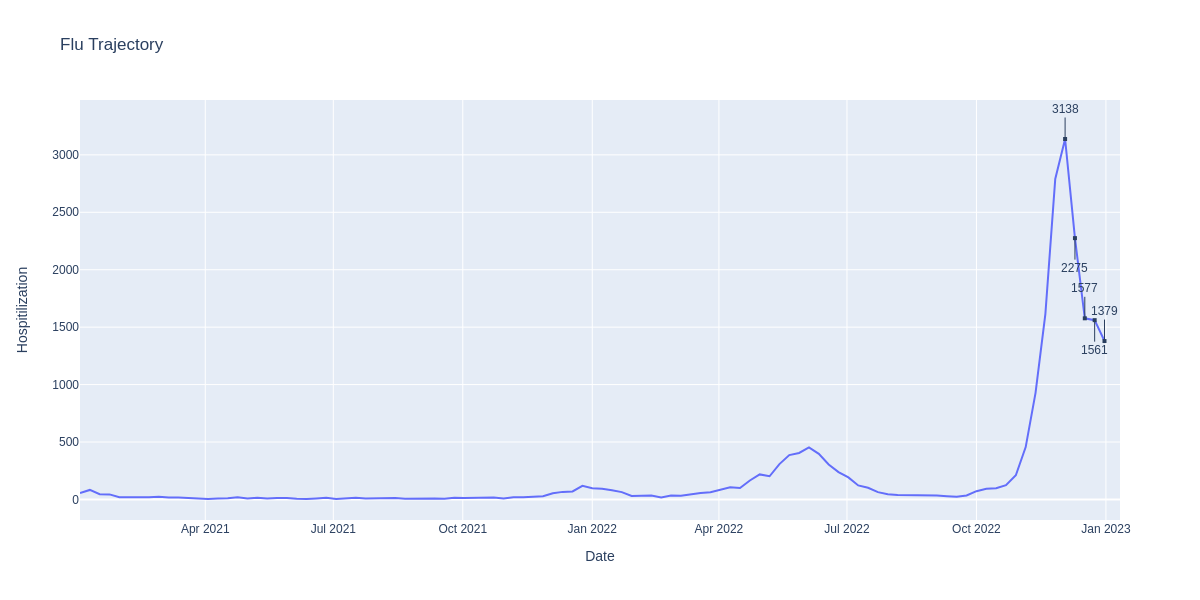 Flu Trajectory
3138
3000
2500
2275
2000
1577
1379
1500
1561
1000
500
0
Hospitilization
Apr 2021
Jul 2021
Oct 2021
Jan 2022
Apr 2022
Jul 2022
Oct 2022
Jan 2023
Date